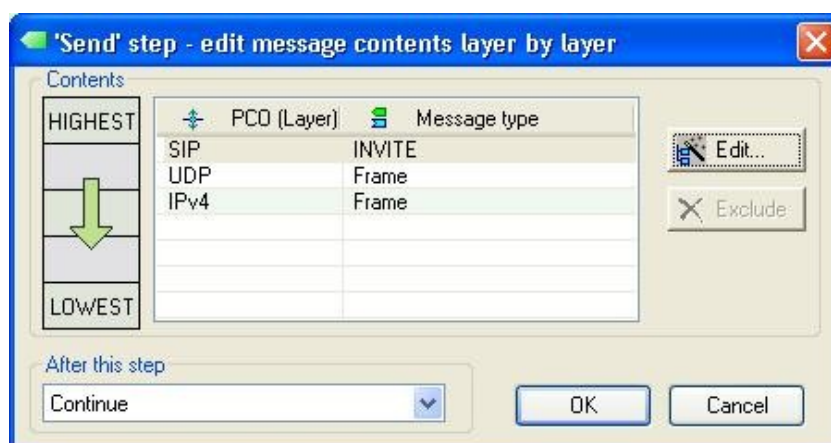 'Send' step - edit message contents layer by layer
Contents
HIGHEST
LOWEST
PCO (Layer) Message type
SIP INVITE
UDP Frame
IPv4 Frame
Edit...
Exclude
After this step
Continue
OK
Cancel